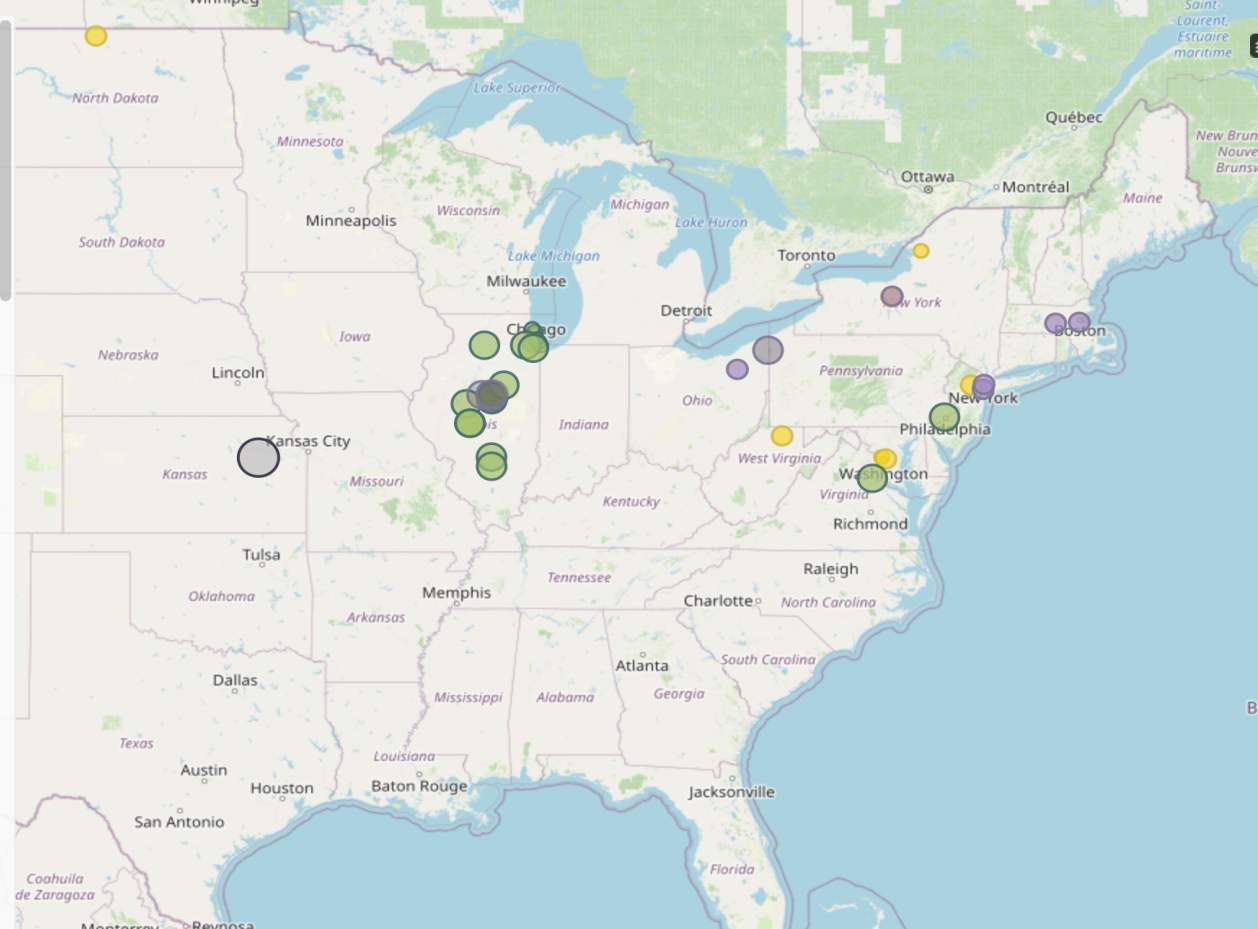 Winnipeg
Saint-
Laurent,
Estuaire
maritime
Lake Superior
North Dakota
Québec
Minnesota
Ottawa
Montréal
Maine
Wisconsin
Michigan
Minneapolis
Lake Huron
South Dakota
Lake Michigan
Toronto
Milwaukee
New York
Detroit
Chicago
Boston
Iowa
Nebraska
Lincoln
Pennsylvania
Ohio
New York
Indiana
Philadelphia
Kansas City
West Virginia
Kansas
Missouri
Washington
Virginia
Kentucky
Richmond
Tulsa
Raleigh
Tennessee
Memphis
Oklahoma
Charlotte
North Carolina
Arkansas
Atlanta
South Carolina
Dallas
Mississippi
Alabama
Georgia
Texas
Louisiana
Austin
Houston
Baton Rouge
Jacksonville
San Antonio
Florida
Coahuila
de Zaragoza
Monterrey
Reynosa